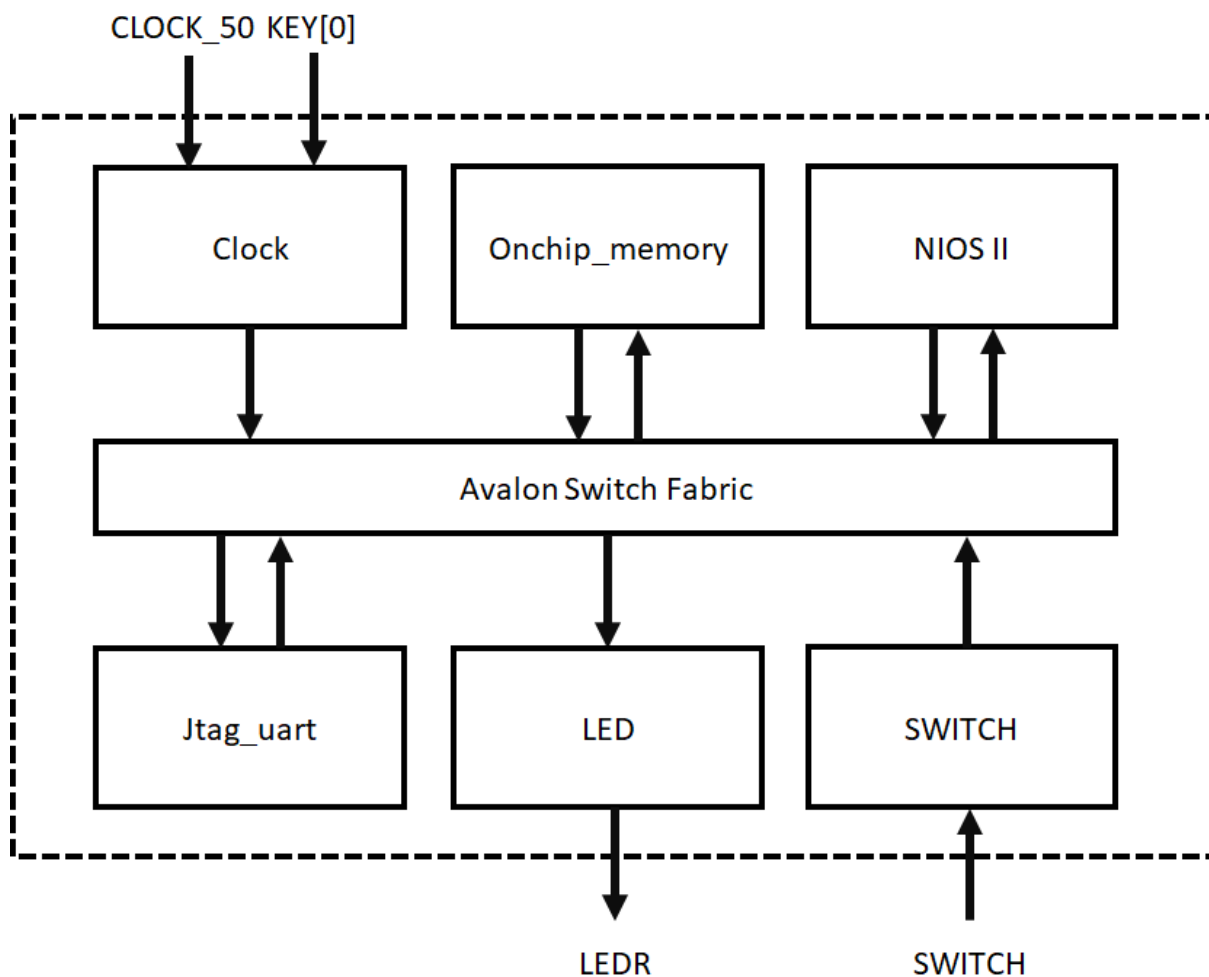 CLOCK_50 KEY[0]
Clock
Onchip_memory
NIOS II
Avalon Switch Fabric
Jtag_uart
LED
SWITCH
LEDR
SWITCH